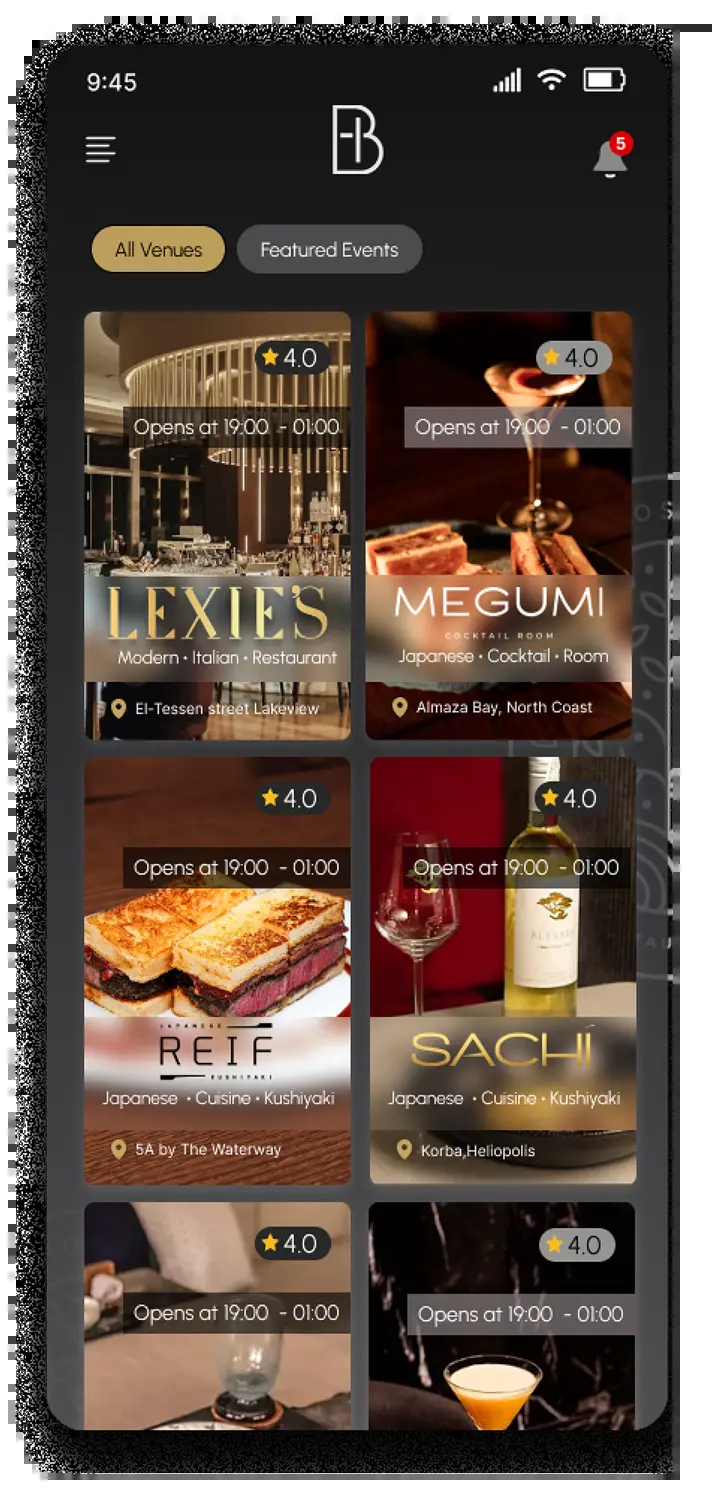 9:45
5
All Venues
Featured Events
4.0
Opens at 19:00 - 01:00
LEXIE'S
Modern • Italian • Restaurant
El-Tessen street Lakeview
4.0
Opens at 19:00 - 01:00
MEGUMI
COCKTAIL ROOM
Japanese • Cocktail • Room
Almaza Bay, North Coast
4.0
Opens at 19:00 - 01:00
JAPANESE
REIF
KUSHIYAKI
Japanese • Cuisine • Kushiyaki
5A by The Waterway
4.0
Opens at 19:00 - 01:00
SACHI
Japanese • Cuisine • Kushiyaki
Korba,Heliopolis
4.0
Opens at 19:00 - 01:00
4.0
Opens at 19:00 - 01:00